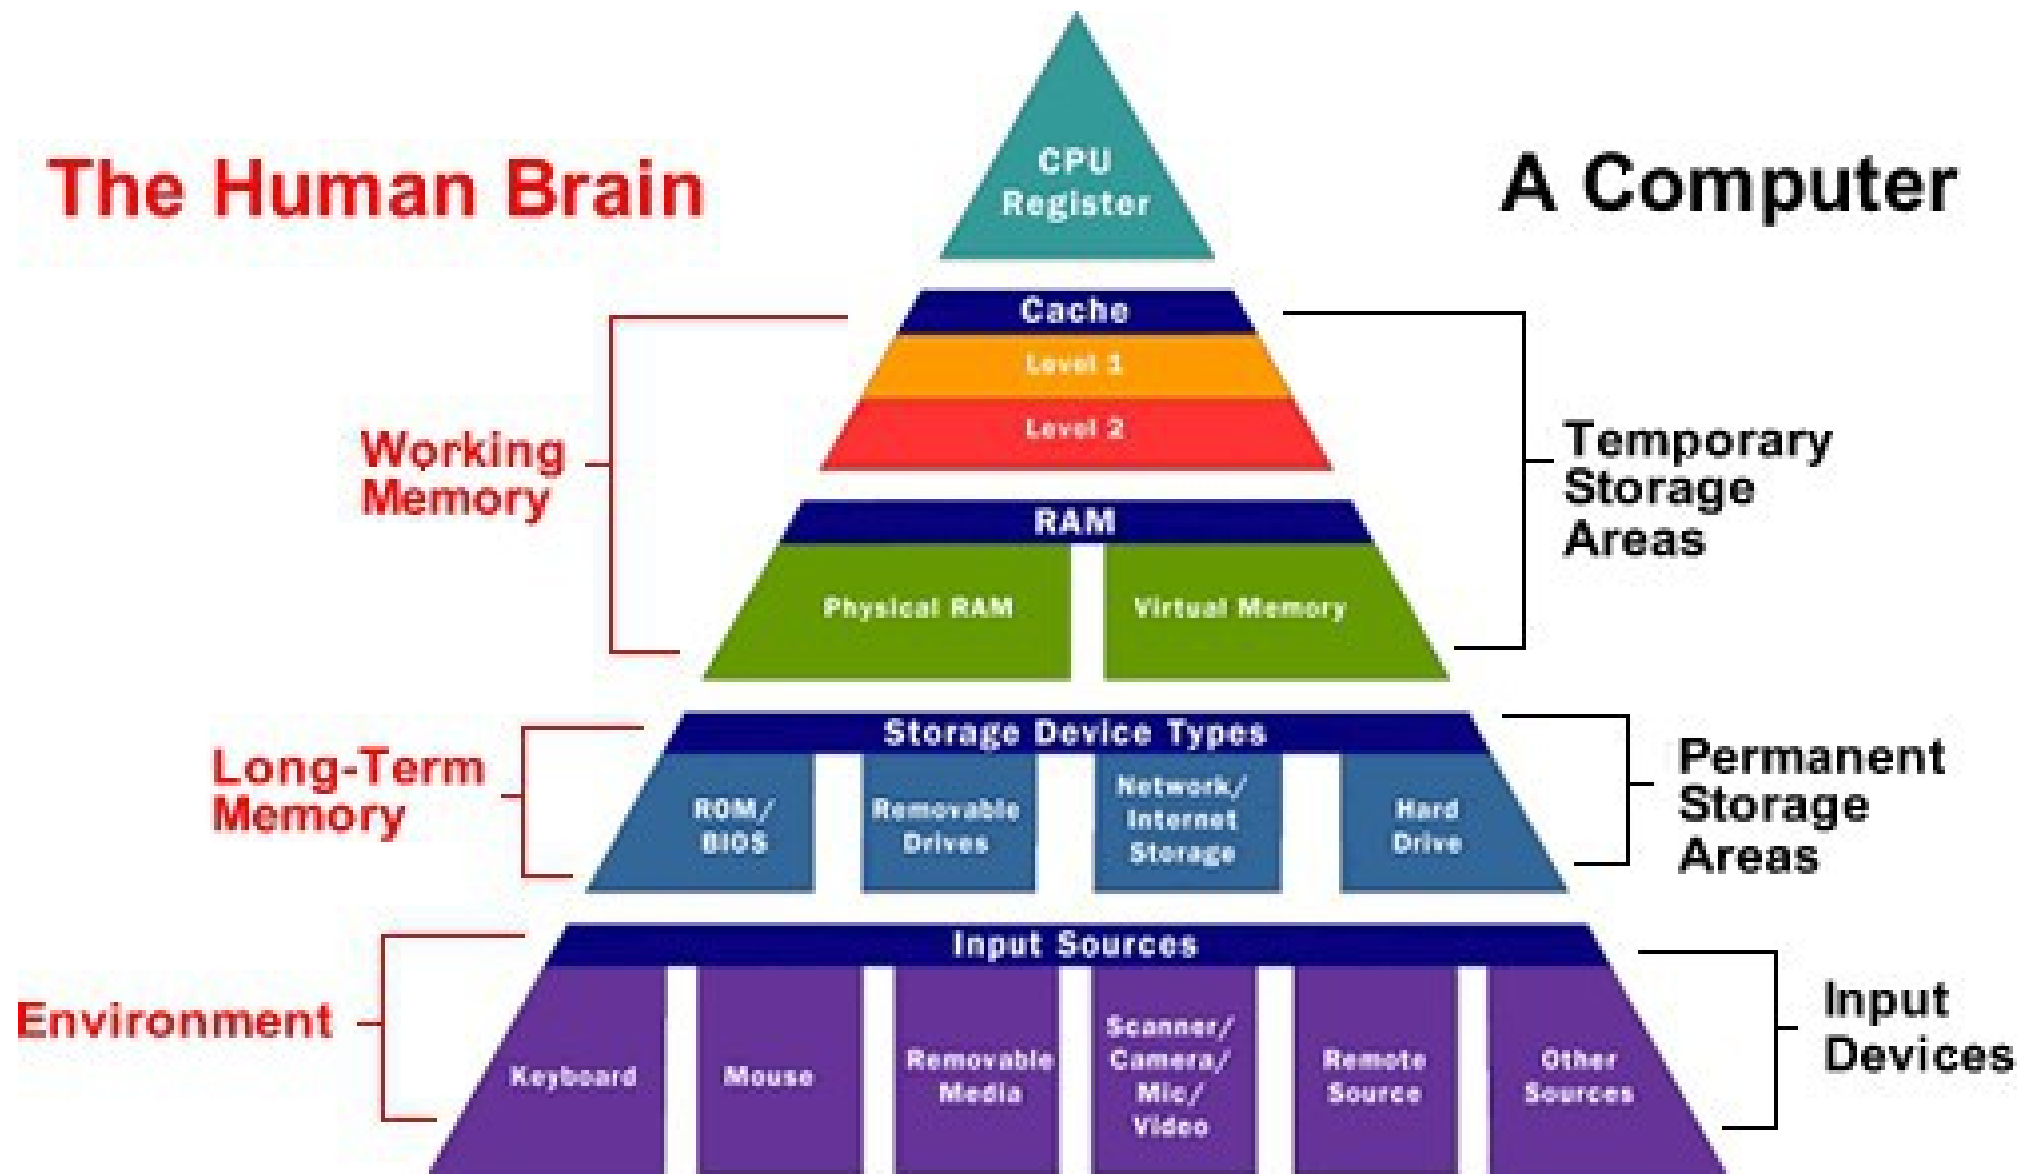 The Human Brain
A Computer
CPU
Register
Cache
Level 1
Level 2
Working
Memory
Temporary
Storage
Areas
RAM
Physical RAM
Virtual Memory
Long-Term
Memory
Storage Device Types
ROM/
BIOS
Removable
Drives
Network/
Internet
Storage
Hard
Drive
Permanent
Storage
Areas
Environment
Input Sources
Keyboard
Mouse
Removable
Media
Scanner/
Camera/
Mic/
Video
Remote
Source
Other
Sources
Input
Devices